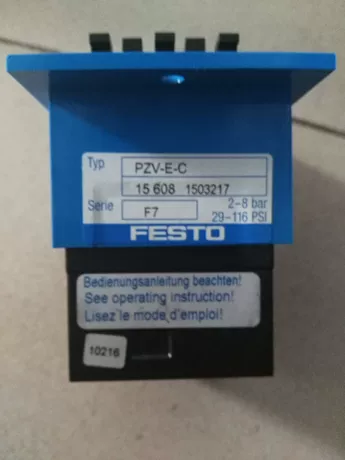 Typ PZV-E-C
15 608 1503217
Serie F7 2-8 bar
29-116 PSI
FESTO
Bedienungsanleitung beachten!
See operating instruction!
Lisez le mode d'emploi!
10216